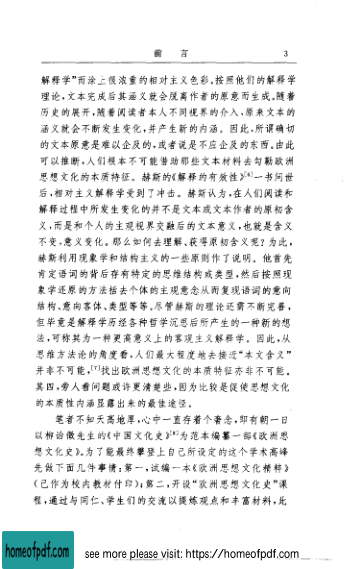 前 言 3
解释学”而涂上很浓重的相对主义色彩。按照他们的解释学
理论,文本完成后其涵义就会脱离作者的原意而生成。随着
历史的展开,随着阅读者本人不同视界的介入,原来文本的
涵义就会不断发生变化,并产生新的内涵。因此,所谓确切
的文本原意是难以企及的,或者说是不应企及的东西。由此
可以推断,人们根本不可能借助那些文本材料去勾勒欧洲
思想文化的本质特征。赫斯的《解释的有效性》[6]一书问世
后,相对主义解释学受到了冲击。赫斯认为,在人们阅读和
解释过程中所发生变化的并不是文本或文本作者的原初含
义,而是和个人的主观视界交融后的文本意义,也就是含义
不变,意义变化。那么如何去理解、获得原初含义呢?为此,
赫斯利用现象学和结构主义的一些原则作了说明。他首先
肯定语词的背后存有特定的思维结构或类型,然后按照现
象学还原的方法括去个体的主观意念从而复现语词的意向
结构、意向客体、类型等等。尽管赫斯的理论还需不断完善,
但毕竟是解释学历经各种哲学沉思后所产生的一种新的想
法,可称其为一种更高意义上的客观主义解释学。因此,从
思维方法论的角度看,人们最大程度地去接近“本文含义”
并非不可能,[7]找出欧洲思想文化的本质特征亦非不可能。
其四,带人着问题或许更清楚些,因为比较是促使思想文化
的本质性内涵显露出来的最佳途径。
笔者不知天高地厚,心中一直存着个奢念,即有朝一日
以柳诒徵先生的《中国文化史》[8]为范本编纂一部《欧洲思
想文化史》。为了能最终攀登上自己所设定的这个学术高峰
先做下面几件事情:第一,试编一本《欧洲思想文化精粹》
(已作为校内教材付印);第二,开设“欧洲思想文化史”课
程,通过与同仁、学生们的交流以提炼观点和丰富材料,此
homeofpdf.com
see more please visit: https://homeofpdf.com